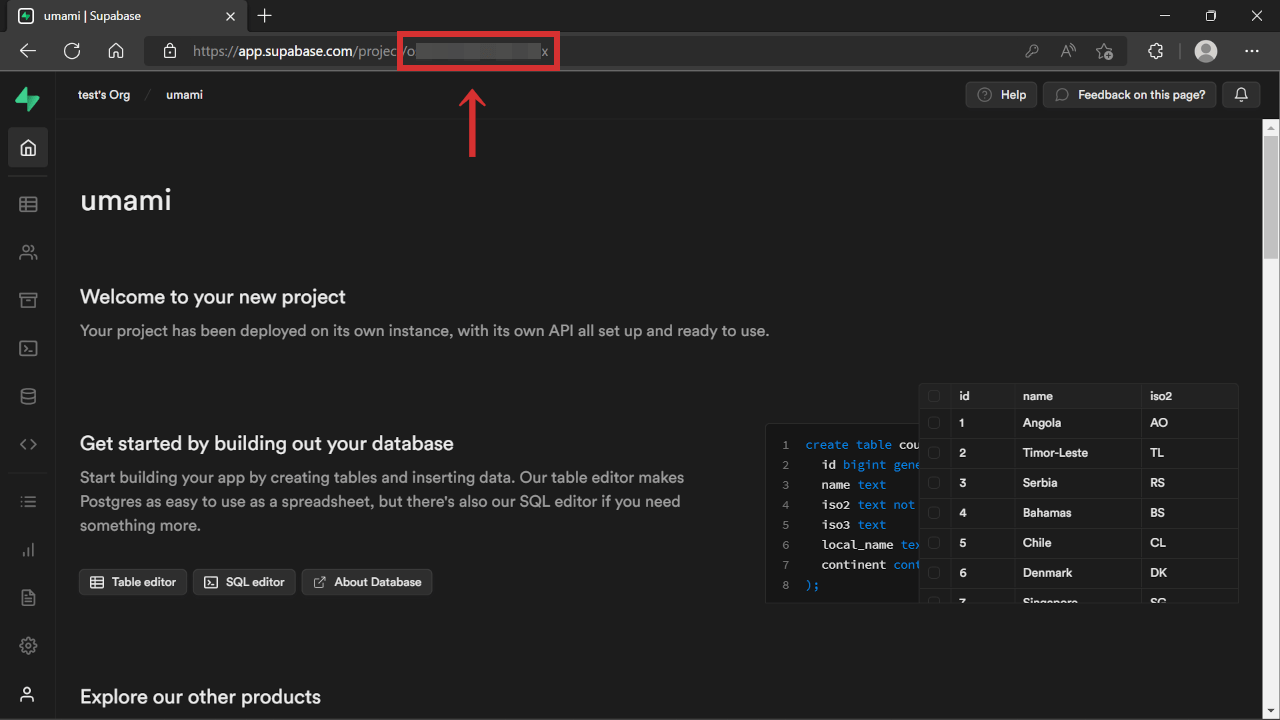 umami | Supabase
https://app.supabase.com/projec/o x
test's Org / umami
Help
Feedback on this page?
umami
Welcome to your new project
Your project has been deployed on its own instance, with its own API all set up and ready to use.
Get started by building out your database
Start building your app by creating tables and inserting data. Our table editor makes
Postgres as easy to use as a spreadsheet, but there's also our SQL editor if you need
something more.
Table editor
SQL editor
About Database
1 create table cou
2 id bigint gene
3 name text
4 iso2 text not
5 iso3 text
6 local_name tex
7 continent cont
8 );
id name iso2
1 Angola AO
2 Timor-Leste TL
3 Serbia RS
4 Bahamas BS
5 Chile CL
6 Denmark DK
7 Singapore SG
Explore our other products